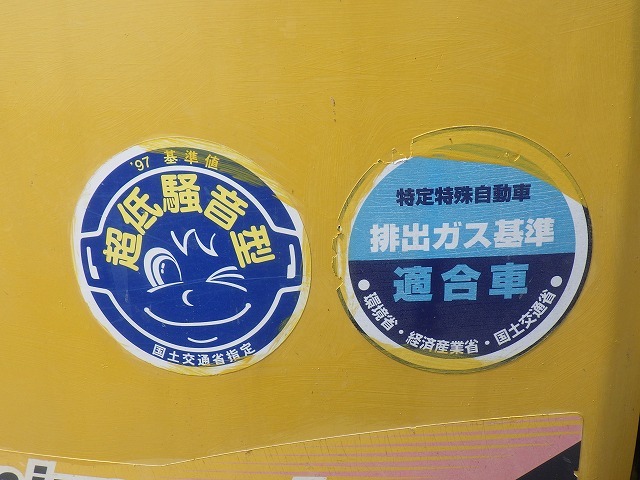 '97 基準値
超低騒音型
国土交通省指定
特定特殊自動車
排出ガス基準
適合車
環境省・経済産業省・国土交通省